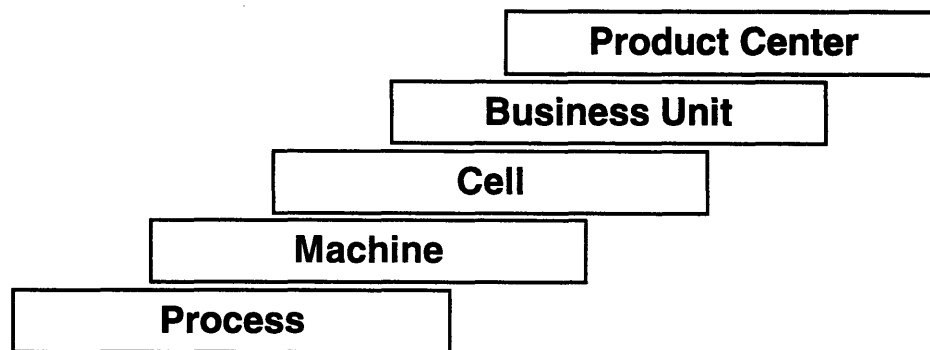 Product Center
Business Unit
Cell
Machine
Process